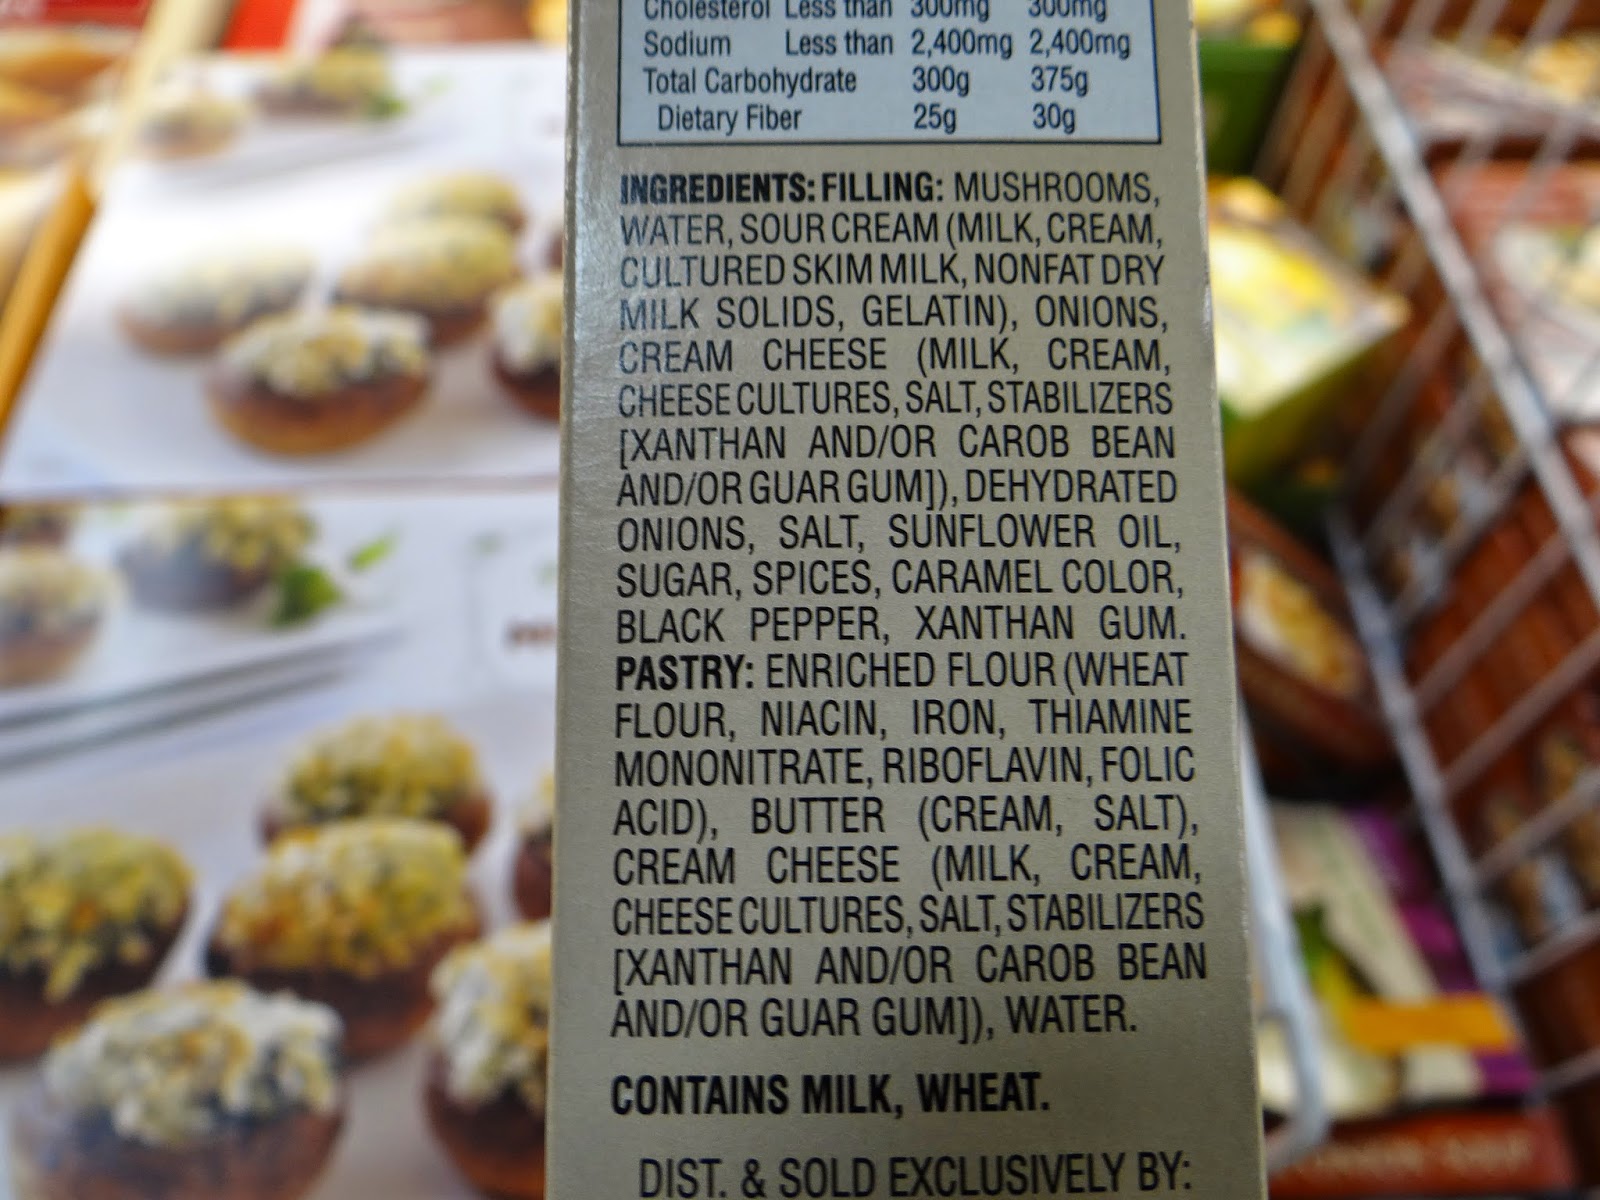 Cholesterol Less than 300mg 300mg
Sodium Less than 2,400mg 2,400mg
Total Carbohydrate 300g 375g
Dietary Fiber 25g 30g
INGREDIENTS: FILLING: MUSHROOMS,
WATER, SOUR CREAM (MILK, CREAM,
CULTURED SKIM MILK, NONFAT DRY
MILK SOLIDS, GELATIN), ONIONS,
CREAM CHEESE (MILK, CREAM,
CHEESE CULTURES, SALT, STABILIZERS
[XANTHAN AND/OR CAROB BEAN
AND/OR GUAR GUM]), DEHYDRATED
ONIONS, SALT, SUNFLOWER OIL,
SUGAR, SPICES, CARAMEL COLOR,
BLACK PEPPER, XANTHAN GUM.
PASTRY: ENRICHED FLOUR (WHEAT
FLOUR, NIACIN, IRON, THIAMINE
MONONITRATE, RIBOFLAVIN, FOLIC
ACID), BUTTER (CREAM, SALT),
CREAM CHEESE (MILK, CREAM,
CHEESE CULTURES, SALT, STABILIZERS
[XANTHAN AND/OR CAROB BEAN
AND/OR GUAR GUM]), WATER.
CONTAINS MILK, WHEAT.
DIST. & SOLD EXCLUSIVELY BY: